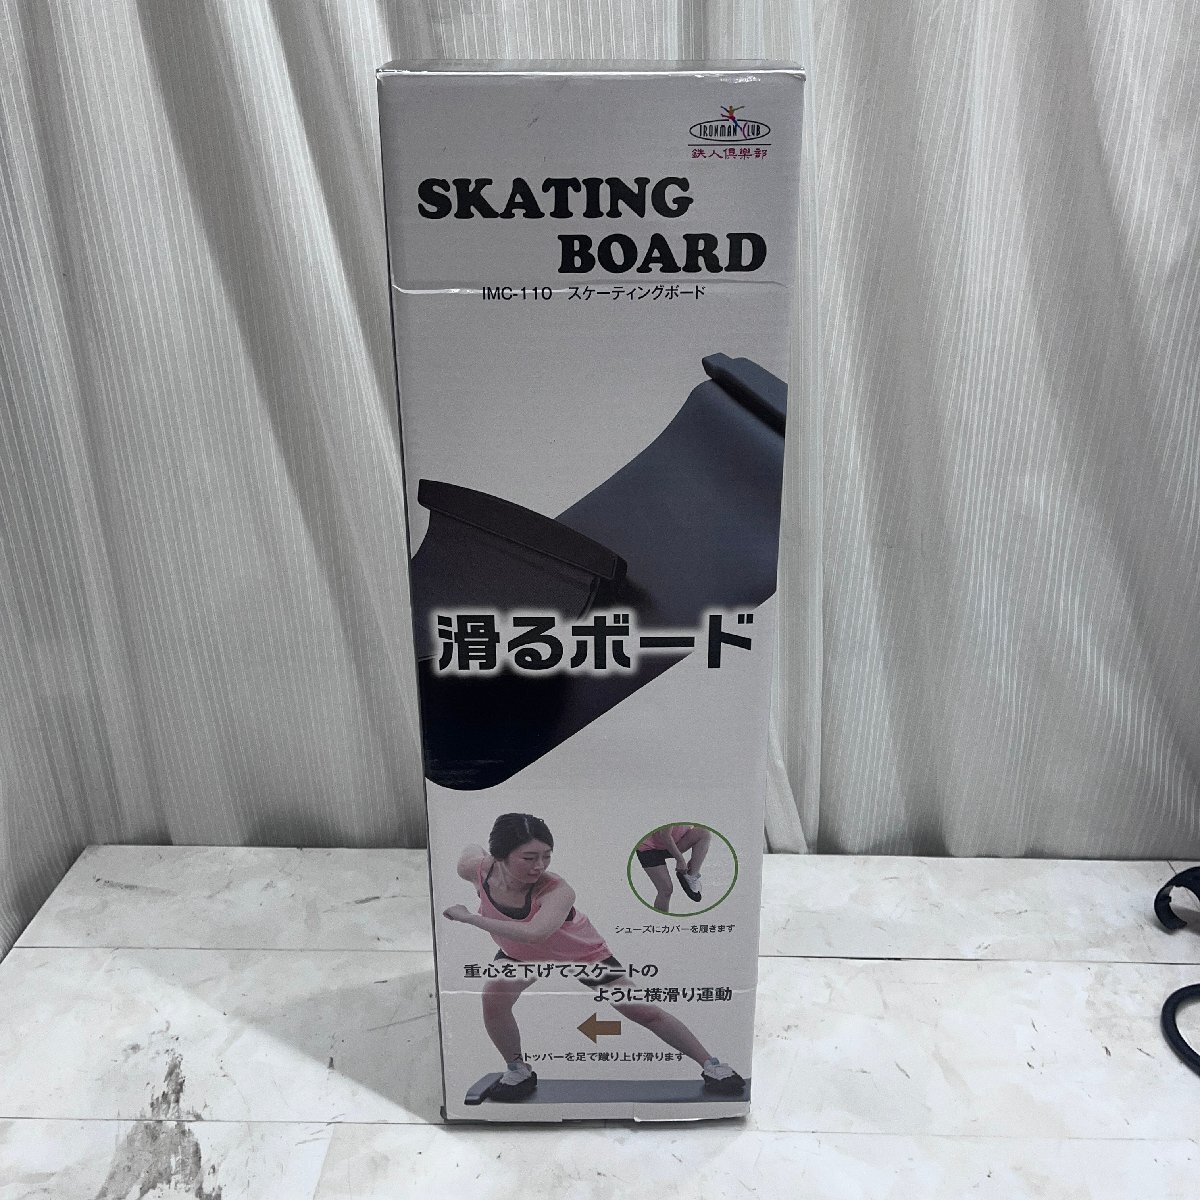 IRONMAN CLUB
鉄人倶楽部
SKATING
BOARD
IMC-110 スケーティングボード
滑るボード
シューズにカバーを履きます
重心を下げてスケートの
ように横滑り運動
ストッパーを足で蹴り上げ滑ります